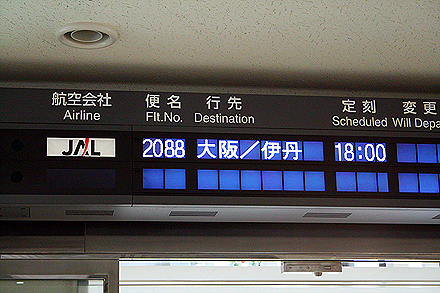 航空会社 便名 行先 定刻 変更
Airline Flt.No. Destination Scheduled Will Depa
JAL 2088 大阪／伊丹 18:00